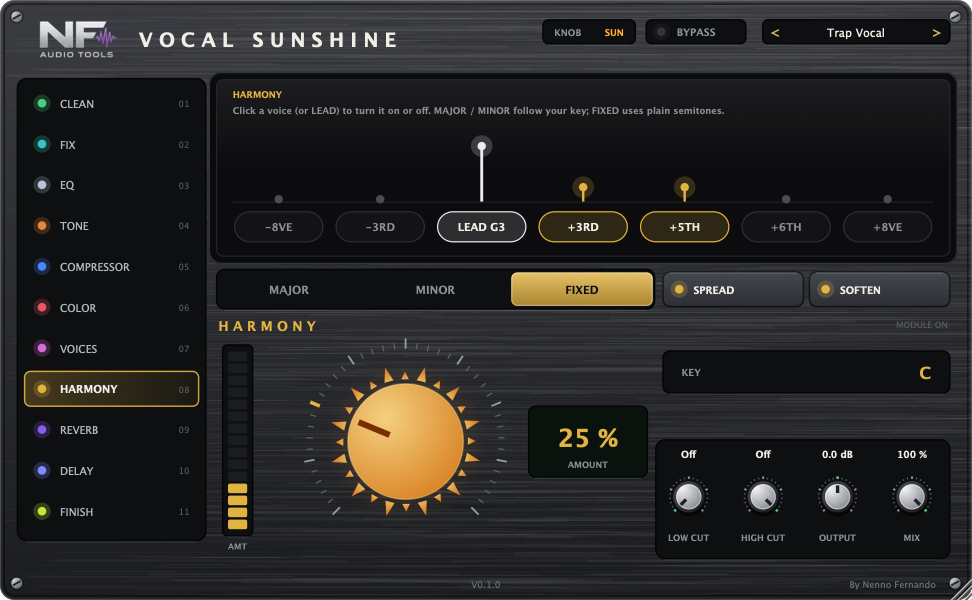 NF
AUDIO TOOLS
VOCAL SUNSHINE
KNOB SUN
BYPASS
< Trap Vocal >
CLEAN 01
FIX 02
EQ 03
TONE 04
COMPRESSOR 05
COLOR 06
VOICES 07
HARMONY 08
REVERB 09
DELAY 10
FINISH 11
HARMONY
Click a voice (or LEAD) to turn it on or off. MAJOR / MINOR follow your key; FIXED uses plain semitones.
−8VE −3RD LEAD G3 +3RD +5TH +6TH +8VE
MAJOR MINOR FIXED SPREAD SOFTEN
HARMONY
MODULE ON
AMT
25 %
AMOUNT
KEY C
Off Off 0.0 dB 100 %
LOW CUT HIGH CUT OUTPUT MIX
V0.1.0
By Nenno Fernando